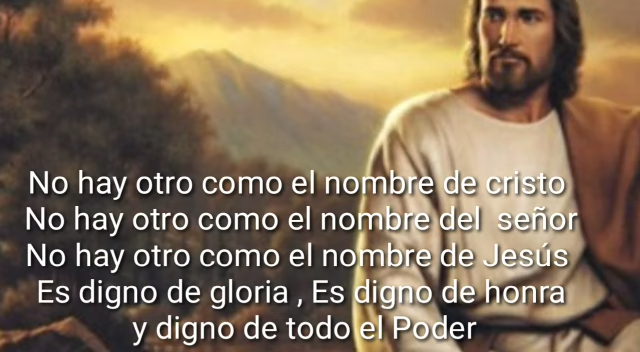 No hay otro como el nombre de cristo
No hay otro como el nombre del señor
No hay otro como el nombre de Jesús
Es digno de gloria , Es digno de honra
y digno de todo el Poder